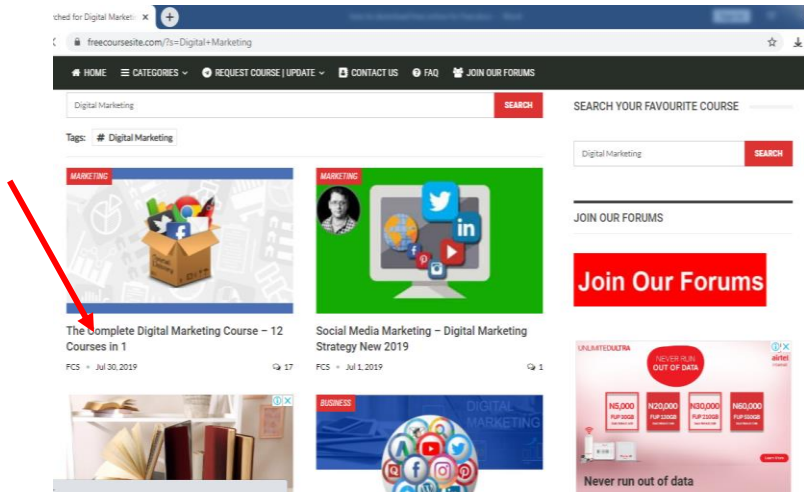 ched for Digital Market
freecoursesite.com/?s=Digital+Marketing
HOME CATEGORIES REQUEST COURSE | UPDATE CONTACT US FAQ JOIN OUR FORUMS
Digital Marketing SEARCH
Tags: # Digital Marketing
MARKETING
The Complete Digital Marketing Course – 12
Courses in 1
FCS Jul 30, 2019 17
MARKETING
in
Social Media Marketing – Digital Marketing
Strategy New 2019
FCS Jul 1, 2019 1
BUSINESS
DIGITAL
MARKETING
SEARCH YOUR FAVOURITE COURSE
Digital Marketing SEARCH
JOIN OUR FORUMS
Join Our Forums
UNLIMITEDULTRA
airtel
NEVER RUN
OUT OF DATA
N5,000 N20,000 N30,000 N60,000
Never run out of data